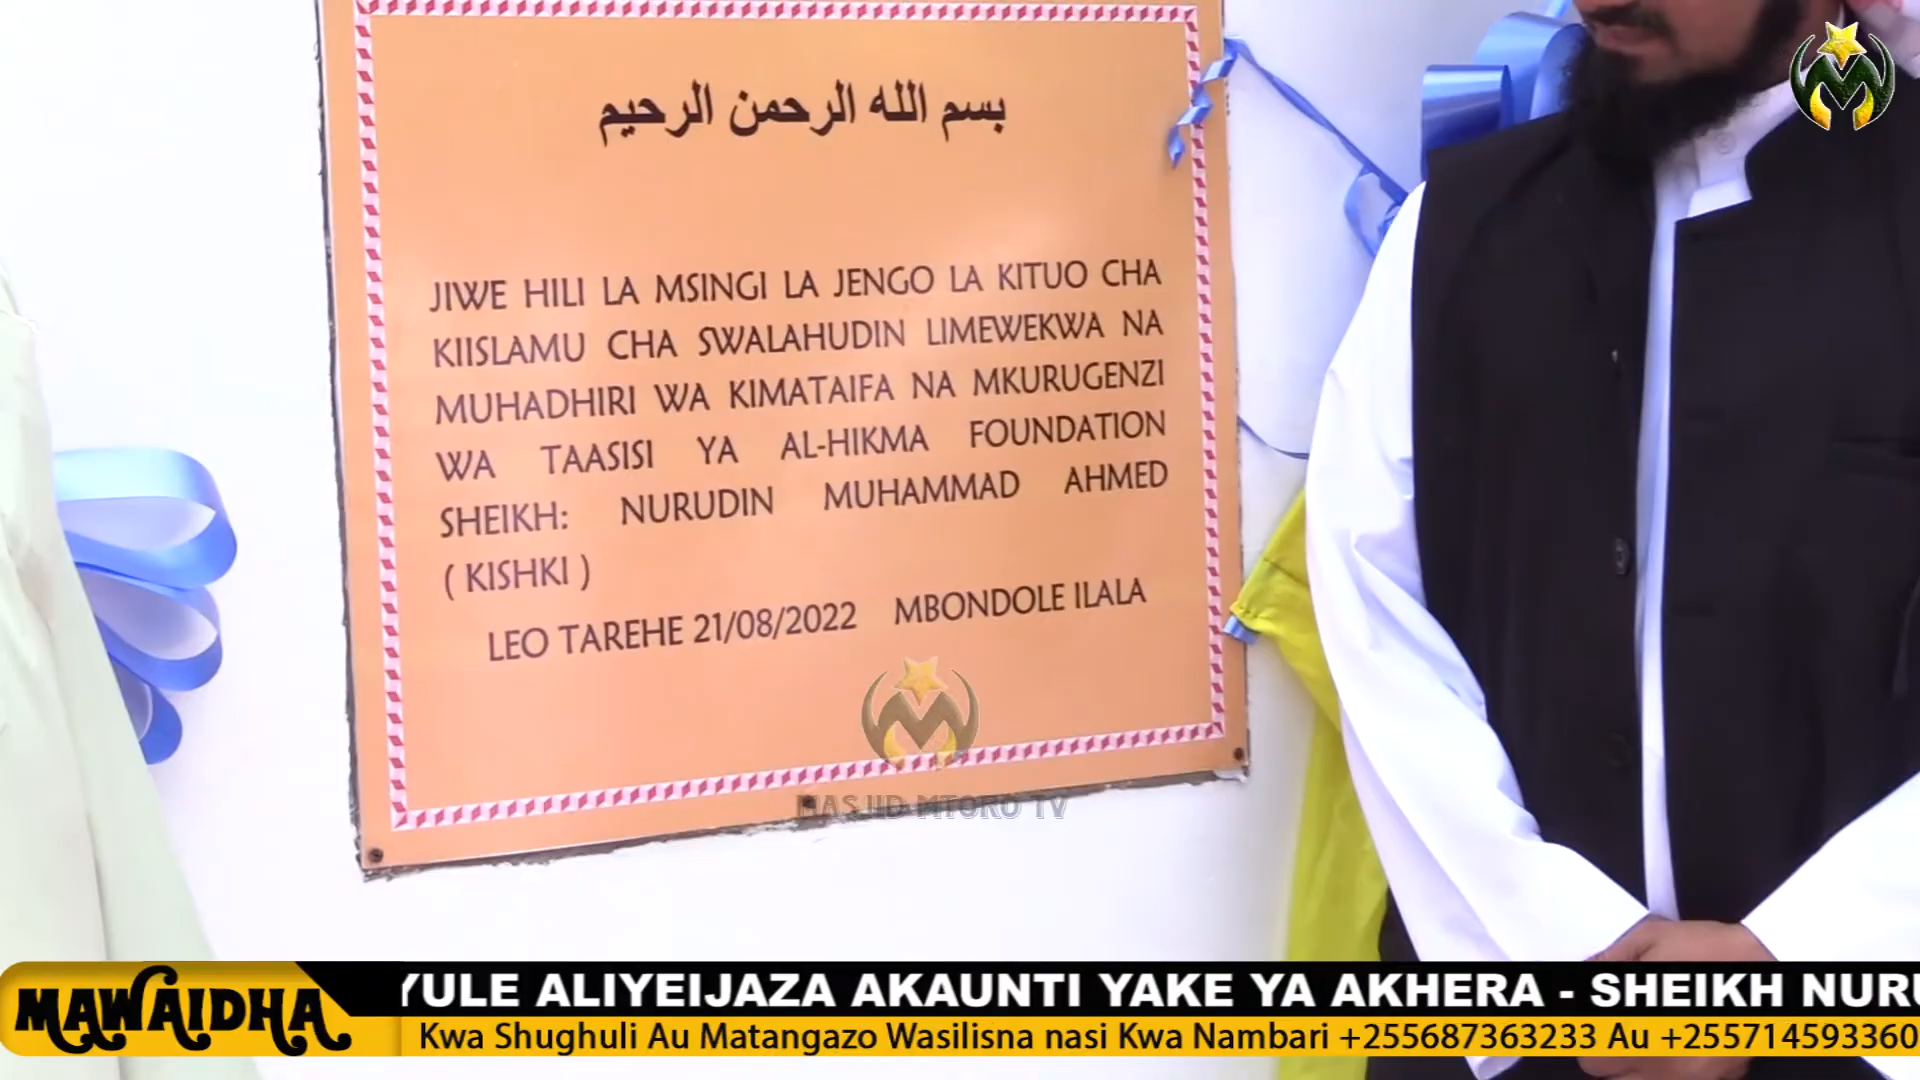 بسم الله الرحمن الرحيم
JIWE HILI LA MSINGI LA JENGO LA KITUO CHA
KIISLAMU CHA SWALAHUDIN LIMEWEKWA NA
MUHADHIRI WA KIMATAIFA NA MKURUGENZI
WA TAASISI YA AL-HIKMA FOUNDATION
SHEIKH: NURUDIN MUHAMMAD AHMED
( KISHKI )
LEO TAREHE 21/08/2022 MBONDOLE ILALA
MASJID MTORO TV
MAWAIDHA
YULE ALIYEIJAZA AKAUNTI YAKE YA AKHERA - SHEIKH NURU
Kwa Shughuli Au Matangazo Wasilisna nasi Kwa Nambari +255687363233 Au +255714593360